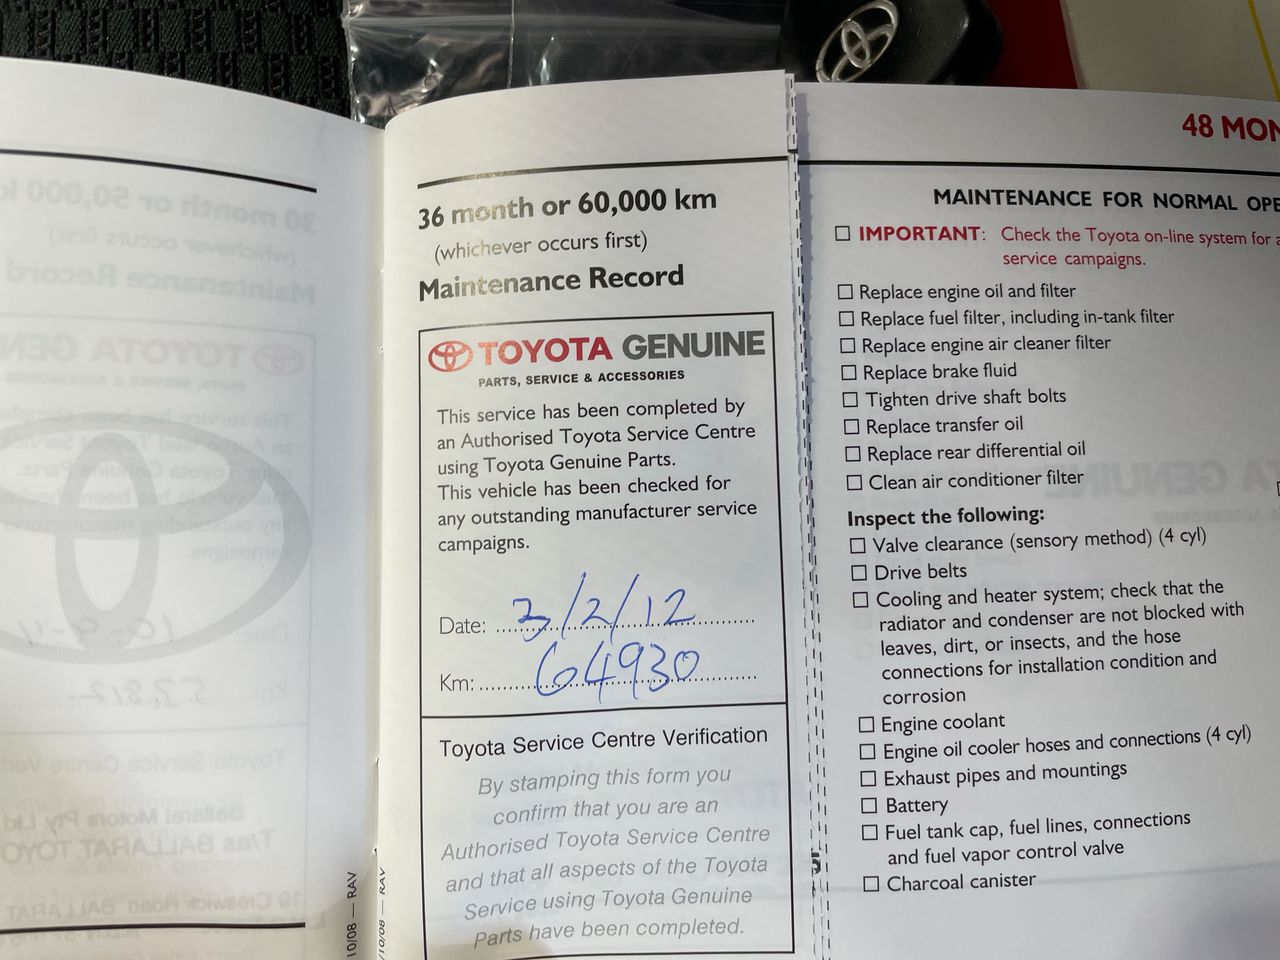 36 month or 60,000 km
(whichever occurs first)
Maintenance Record
TOYOTA GENUINE
PARTS, SERVICE & ACCESSORIES
This service has been completed by
an Authorised Toyota Service Centre
using Toyota Genuine Parts.
This vehicle has been checked for
any outstanding manufacturer service
campaigns.
Date: 3/2/12
Km: 64930
Toyota Service Centre Verification
By stamping this form you
confirm that you are an
Authorised Toyota Service Centre
and that all aspects of the Toyota
Service using Toyota Genuine
Parts have been completed.
10/08 — RAV
/10/08 — RAV
48 MON
MAINTENANCE FOR NORMAL OPE
IMPORTANT: Check the Toyota on-line system for a
service campaigns.
Replace engine oil and filter
Replace fuel filter, including in-tank filter
Replace engine air cleaner filter
Replace brake fluid
Tighten drive shaft bolts
Replace transfer oil
Replace rear differential oil
Clean air conditioner filter
Inspect the following:
Valve clearance (sensory method) (4 cyl)
Drive belts
Cooling and heater system; check that the
radiator and condenser are not blocked with
leaves, dirt, or insects, and the hose
connections for installation condition and
corrosion
Engine coolant
Engine oil cooler hoses and connections (4 cyl)
Exhaust pipes and mountings
Battery
Fuel tank cap, fuel lines, connections
and fuel vapor control valve
Charcoal canister